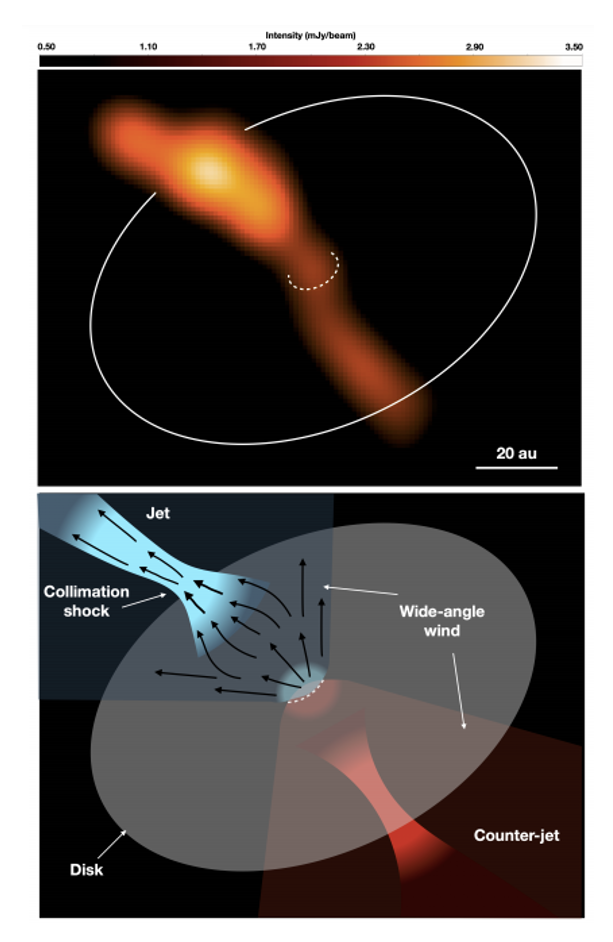 Intensity (mJy/beam)
0.50 1.10 1.70 2.30 2.90 3.50
20 au
Jet
Collimation
shock
Wide-angle
wind
Counter-jet
Disk